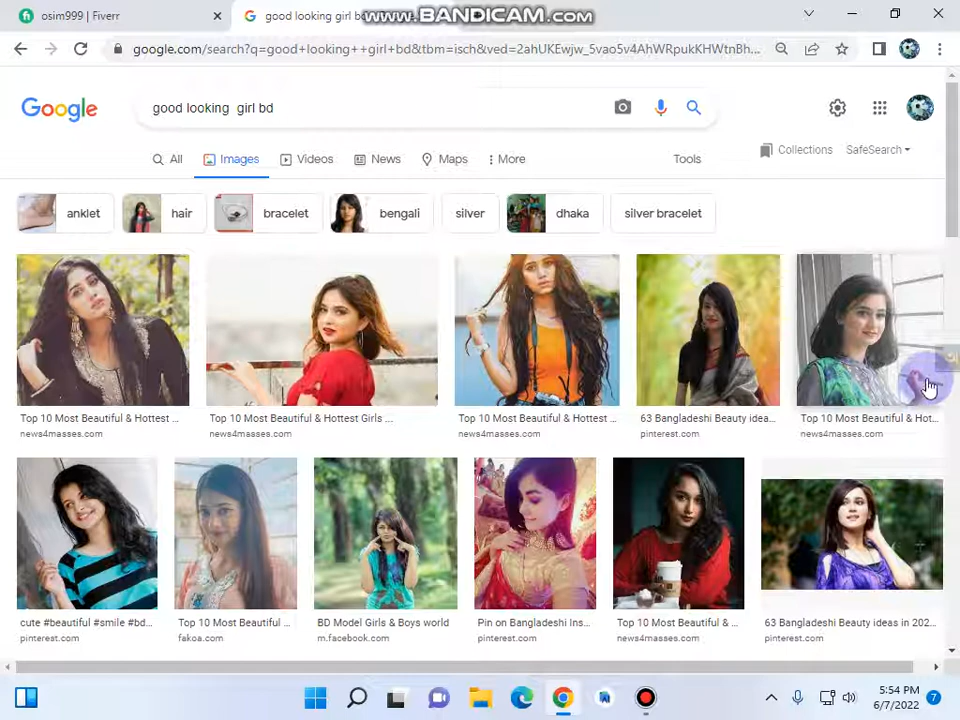 osim999 | Fiverr
good looking girl bd
www.BANDICAM.com
google.com/search?q=good+looking++girl+bd&tbm=isch&ved=2ahUKEwjw_5vao5v4AhWRpukKHWtnBh...
Google
good looking  girl bd
All
Images
Videos
News
Maps
More
Tools
Collections
SafeSearch
anklet
hair
bracelet
bengali
silver
dhaka
silver bracelet
Top 10 Most Beautiful & Hottest ...
news4masses.com
Top 10 Most Beautiful & Hottest Girls ...
news4masses.com
Top 10 Most Beautiful & Hottest ...
news4masses.com
63 Bangladeshi Beauty idea...
pinterest.com
Top 10 Most Beautiful & Hot...
news4masses.com
cute #beautiful #smile #bd...
pinterest.com
Top 10 Most Beautiful ...
fakoa.com
BD Model Girls & Boys world
m.facebook.com
Pin on Bangladeshi Ins...
pinterest.com
Top 10 Most Beautiful & ...
news4masses.com
63 Bangladeshi Beauty ideas in 202...
pinterest.com
5:54 PM
6/7/2022
7